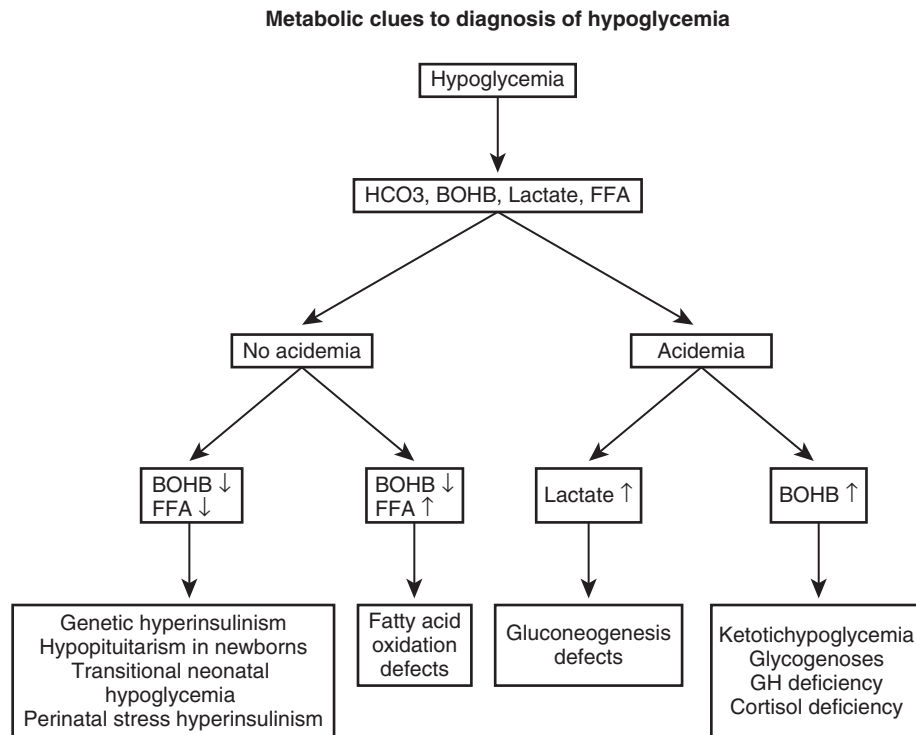 Metabolic clues to diagnosis of hypoglycemia
Hypoglycemia
HCO3, BOHB, Lactate, FFA
No acidemia
Acidemia
BOHB ↓
FFA ↓
BOHB ↓
FFA ↑
Lactate ↑
BOHB ↑
Genetic hyperinsulinism
Hypopituitarism in newborns
Transitional neonatal
hypoglycemia
Perinatal stress hyperinsulinism
Fatty acid
oxidation
defects
Gluconeogenesis
defects
Ketotichypoglycemia
Glycogenoses
GH deficiency
Cortisol deficiency